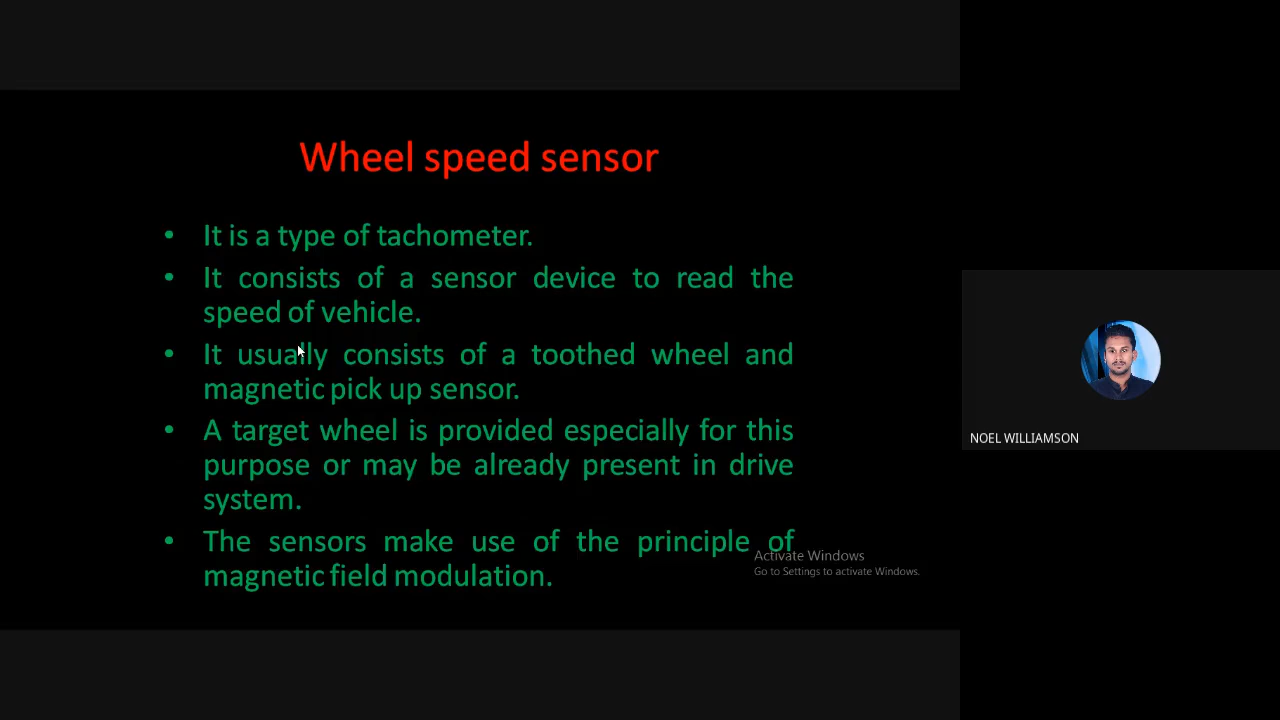 Wheel speed sensor
• It is a type of tachometer.
• It consists of a sensor device to read the
speed of vehicle.
• It usually consists of a toothed wheel and
magnetic pick up sensor.
• A target wheel is provided especially for this
purpose or may be already present in drive
system.
• The sensors make use of the principle of
magnetic field modulation.
Activate Windows
Go to Settings to activate Windows.
NOEL WILLIAMSON